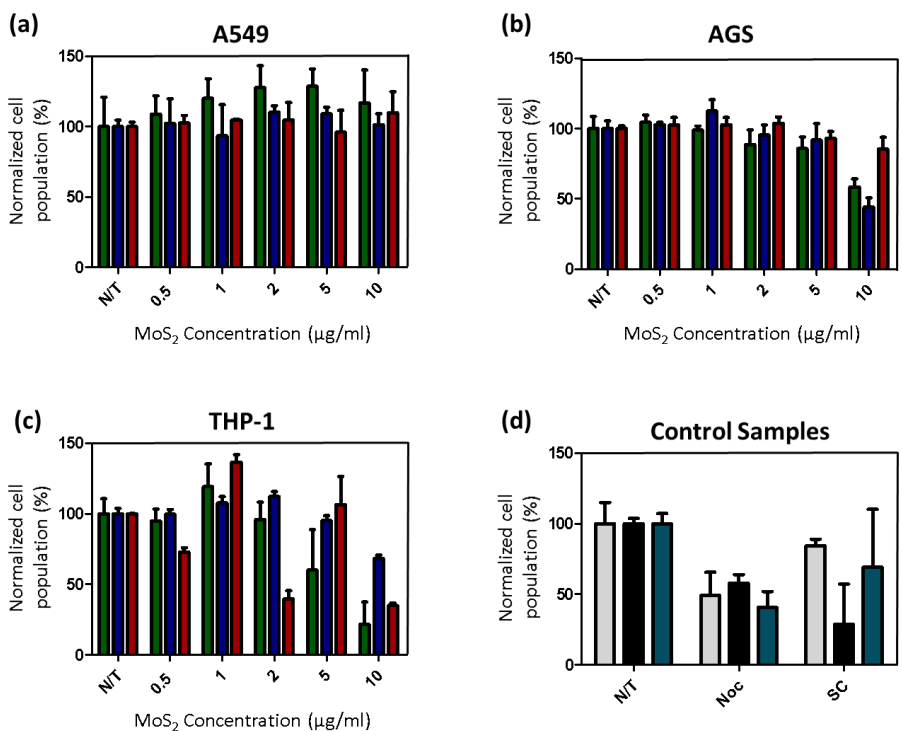 (a)
A549
Normalized cell
population (%)
150
100
50
0
N/T
0.5
1
2
5
10
MoS₂ Concentration (µg/ml)
(b)
AGS
Normalized cell
population (%)
150
100
50
0
N/T
0.5
1
2
5
10
MoS₂ Concentration (µg/ml)
(c)
THP-1
Normalized cell
population (%)
150
100
50
0
N/T
0.5
1
2
5
10
MoS₂ Concentration (µg/ml)
(d)
Control Samples
Normalized cell
population (%)
150
100
50
0
N/T
Noc
SC